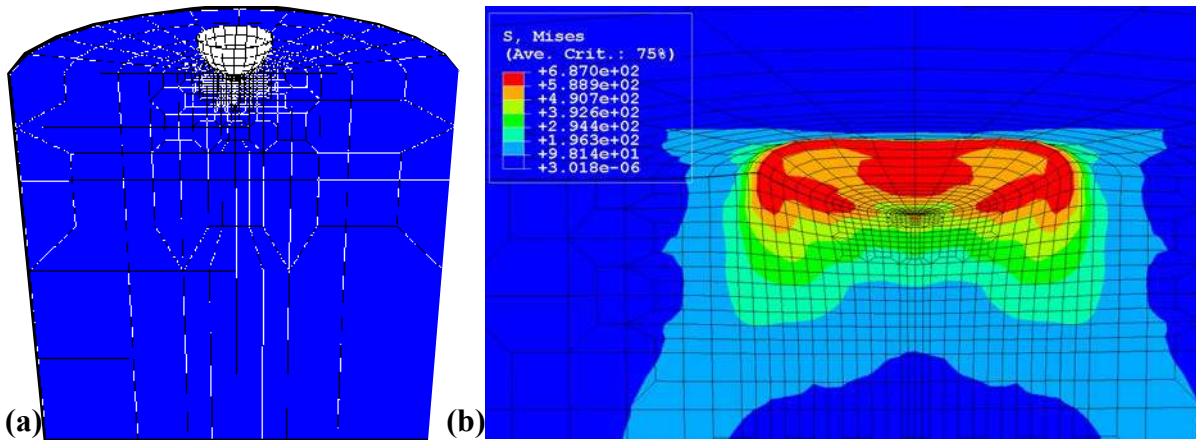 S, Mises
(Ave. Crit.: 75%)
+6.870e+02
+5.889e+02
+4.907e+02
+3.926e+02
+2.944e+02
+1.963e+02
+9.814e+01
+3.018e-06
(a)
(b)